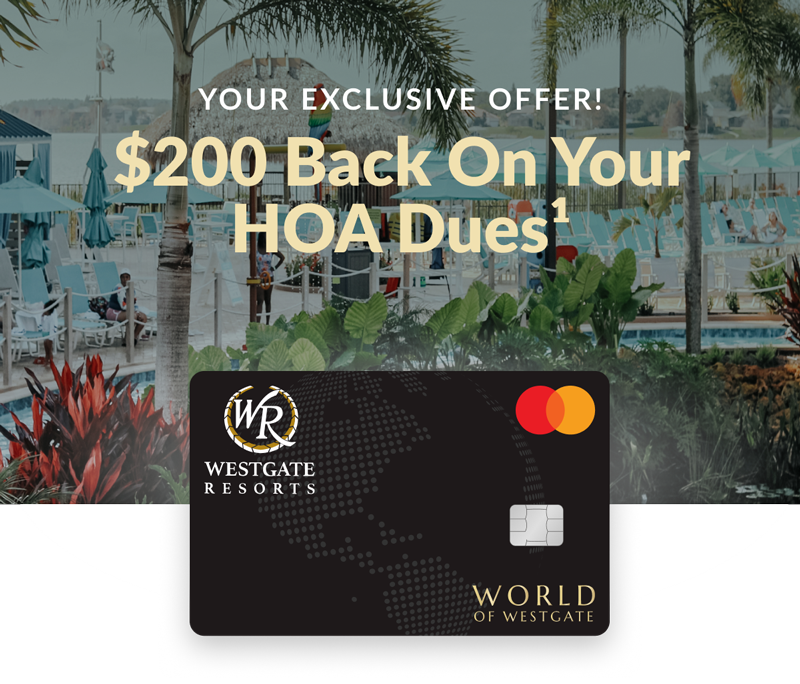 YOUR EXCLUSIVE OFFER!
$200 Back On Your
HOA Dues¹
WR
WESTGATE
RESORTS
WORLD
OF WESTGATE